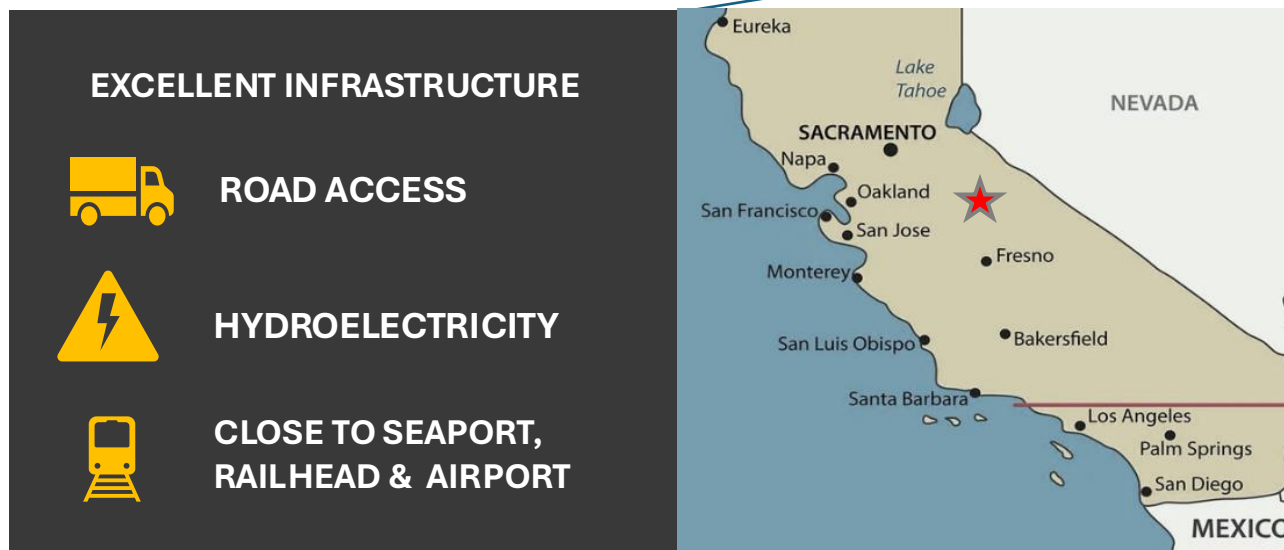 EXCELLENT INFRASTRUCTURE
ROAD ACCESS
HYDROELECTRICITY
CLOSE TO SEAPORT,
RAILHEAD & AIRPORT
Eureka
Lake
Tahoe
NEVADA
SACRAMENTO
Napa
Oakland
San Francisco
San Jose
Fresno
Monterey
Bakersfield
San Luis Obispo
Santa Barbara
Los Angeles
Palm Springs
San Diego
MEXICO